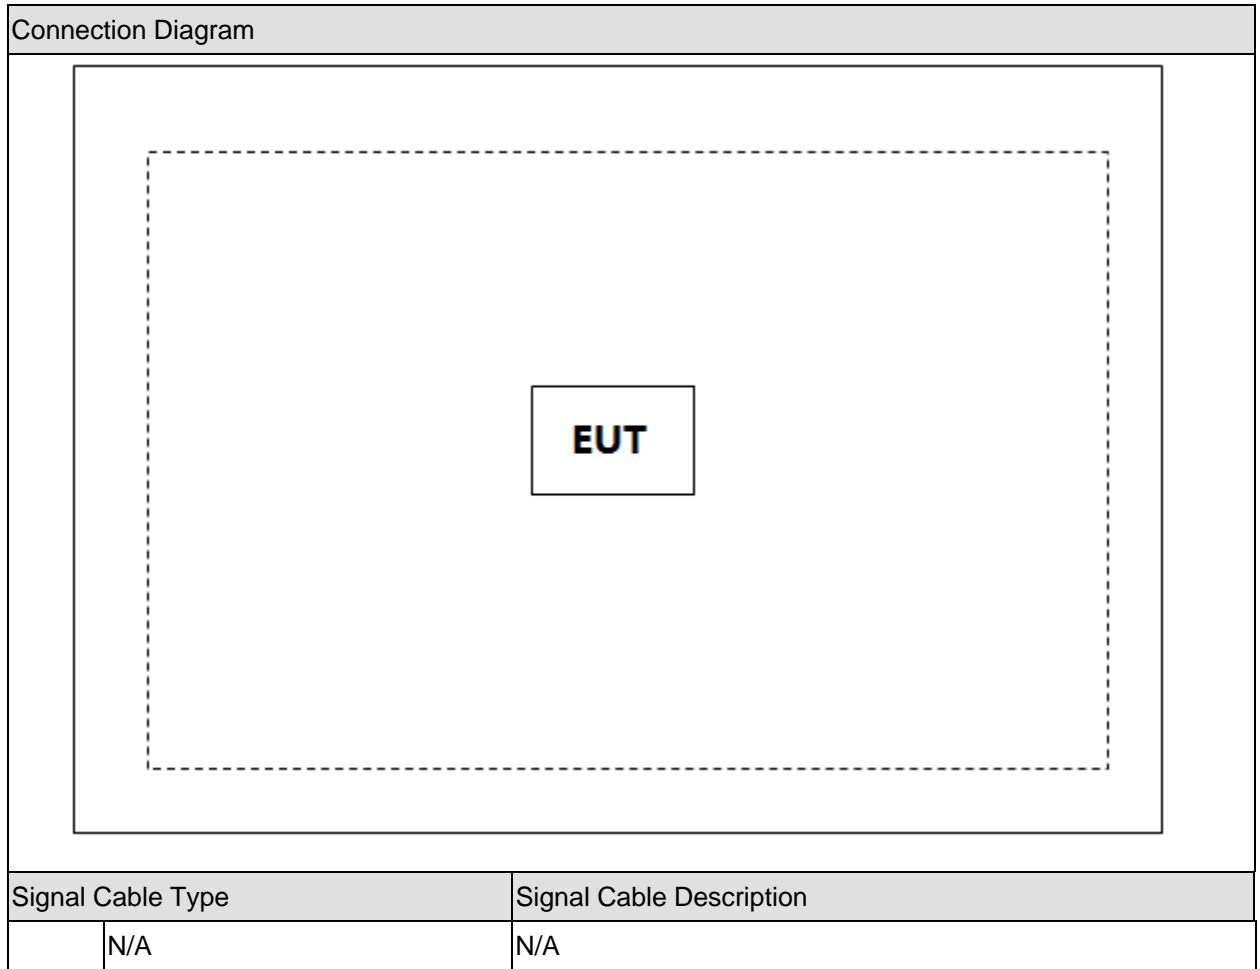 Connection Diagram
EUT
Signal Cable Type Signal Cable Description
N/A N/A